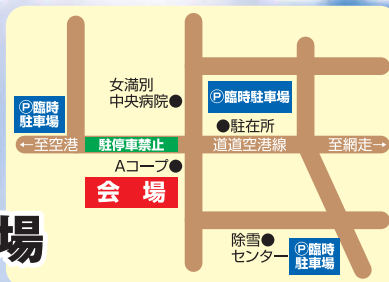 女満別
中央病院
Ⓟ臨時
駐車場
Ⓟ臨時駐車場
駐在所
←至空港
駐停車禁止
道道空港線
至網走→
Aコープ
会場
場
除雪
センター
Ⓟ臨時
駐車場